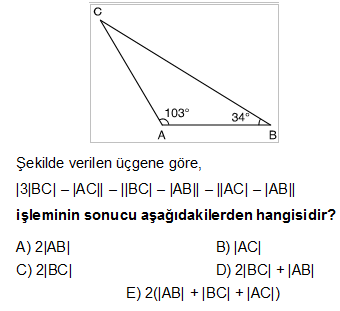 C
103°
34°
A
B
Şekilde verilen üçgene göre,
|3|BC| – |AC|| – ||BC| – |AB|| – ||AC| – |AB||
işleminin sonucu aşağıdakilerden hangisidir?
A) 2|AB| B) |AC|
C) 2|BC| D) 2|BC| + |AB|
E) 2(|AB| + |BC| + |AC|)